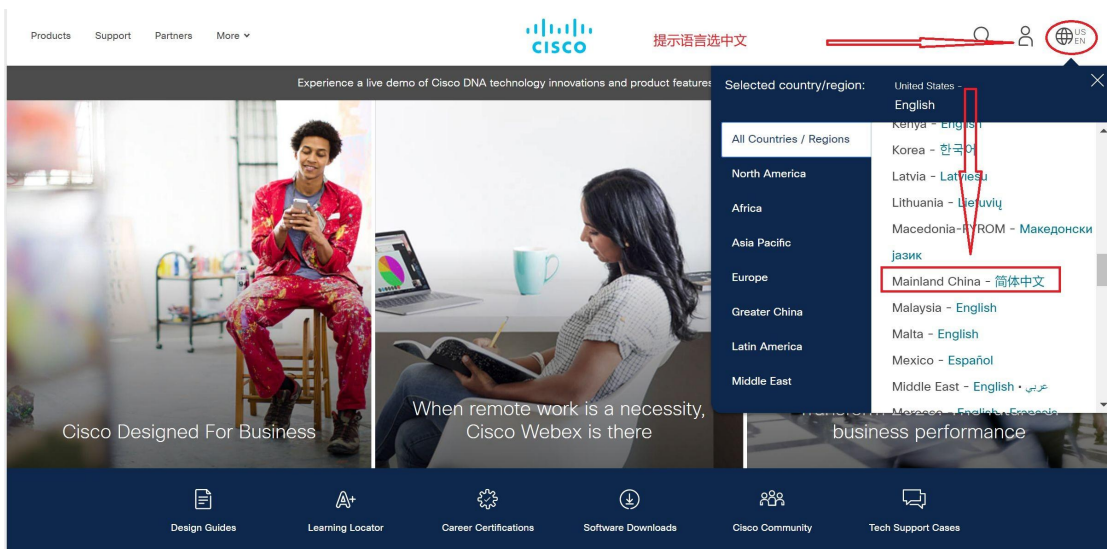 Products Support Partners More
CISCO
提示语言选中文
US
EN
Experience a live demo of Cisco DNA technology innovations and product features
Selected country/region:
United States -
English
All Countries / Regions
North America
Africa
Asia Pacific
Europe
Greater China
Latin America
Middle East
Kenya - English
Korea - 한국어
Latvia - Latviešu
Lithuania - Lietuvių
Macedonia-FYROM - Македонски
јазик
Mainland China - 简体中文
Malaysia - English
Malta - English
Mexico - Español
Middle East - English • عربي
Morocco - English • Français
Cisco Designed For Business
When remote work is a necessity,
Cisco Webex is there
business performance
Design Guides
A+
Learning Locator
Career Certifications
Software Downloads
Cisco Community
Tech Support Cases